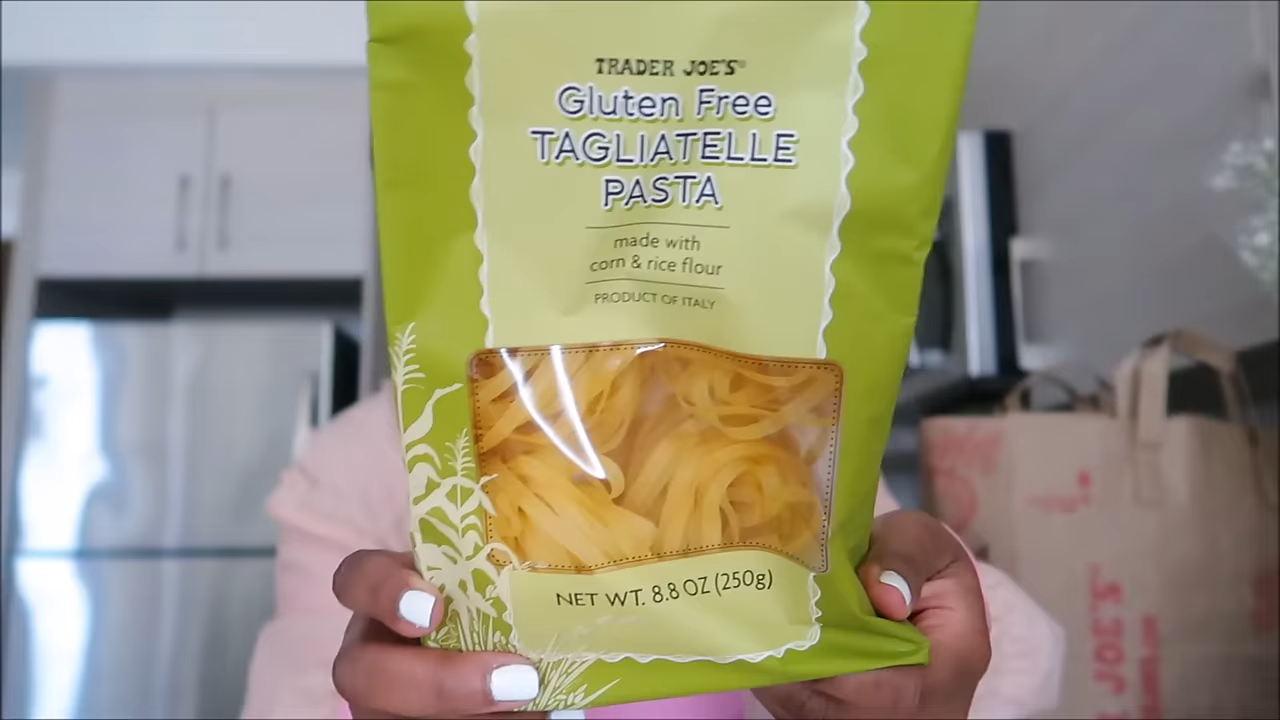 TRADER JOE'S®
Gluten Free
TAGLIATELLE
PASTA
made with
corn & rice flour
PRODUCT OF ITALY
NET WT. 8.8 OZ (250g)
JOE'S